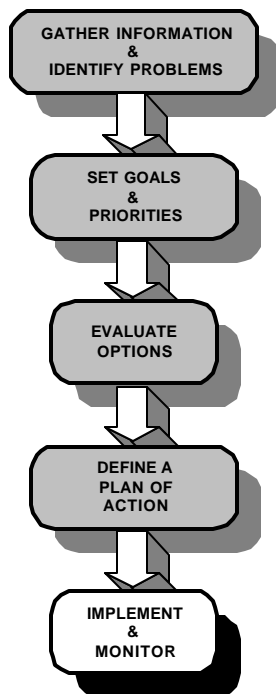 GATHER INFORMATION
&
IDENTIFY PROBLEMS
SET GOALS
&
PRIORITIES
EVALUATE
OPTIONS
DEFINE A
PLAN OF
ACTION
IMPLEMENT
&
MONITOR